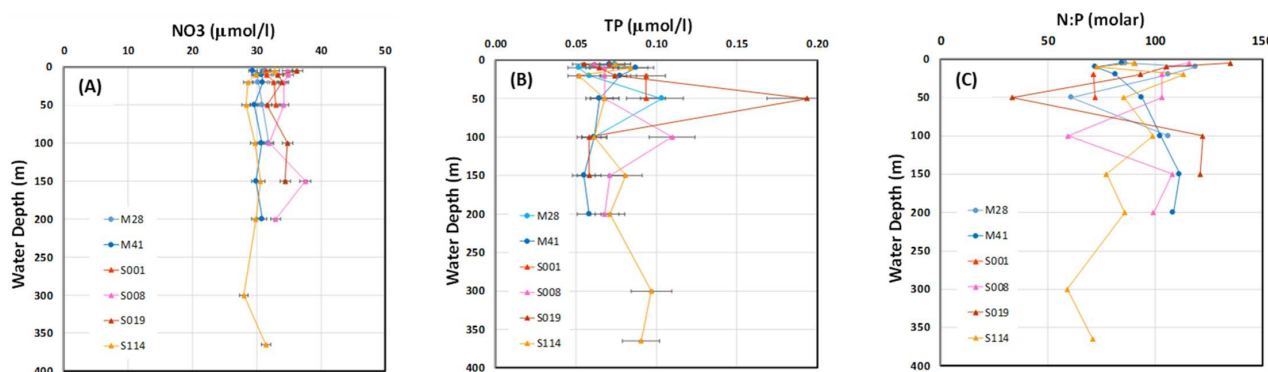 NO3 (µmol/l)
0 10 20 30 40 50
0
50
100
150
200
250
300
350
400
Water Depth (m)
(A)
M28
M41
S001
S008
S019
S114
TP (µmol/l)
0.00 0.05 0.10 0.15 0.20
0
50
100
150
200
250
300
350
400
Water Depth (m)
(B)
M28
M41
S001
S008
S019
S114
N:P (molar)
0 50 100 150
0
50
100
150
200
250
300
350
400
Water Depth (m)
(C)
M28
M41
S001
S008
S019
S114